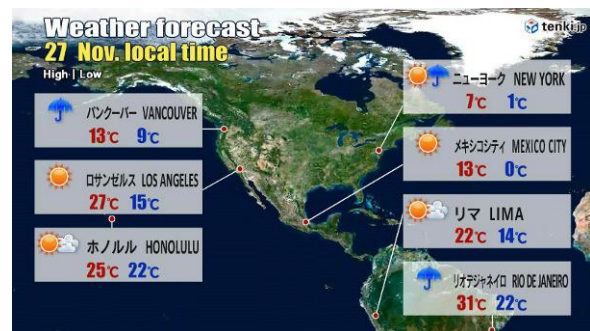 Weather forecast
27 Nov. local time
High | Low
tenki.jp
バンクーバー VANCOUVER
13℃ 9℃
ロサンゼルス LOS ANGELES
27℃ 15℃
ホノルル HONOLULU
25℃ 22℃
ニューヨーク NEW YORK
7℃ 1℃
メキシコシティ MEXICO CITY
13℃ 0℃
リマ LIMA
22℃ 14℃
リオデジャネイロ RIO DE JANEIRO
31℃ 22℃